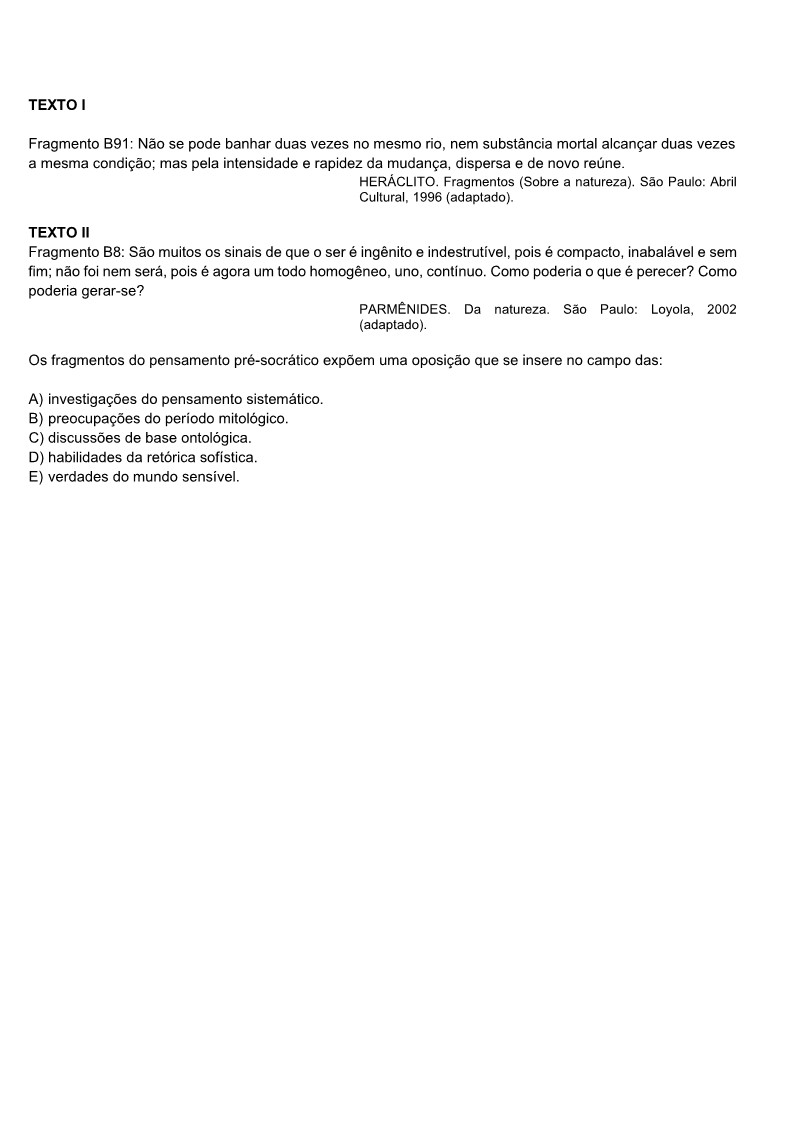 TEXTO I
Fragmento B91: Não se pode banhar duas vezes no mesmo rio, nem substância mortal alcançar duas vezes
a mesma condição; mas pela intensidade e rapidez da mudança, dispersa e de novo reúne.
HERÁCLITO. Fragmentos (Sobre a natureza). São Paulo: Abril
Cultural, 1996 (adaptado).
TEXTO II
Fragmento B8: São muitos os sinais de que o ser é ingênito e indestrutível, pois é compacto, inabalável e sem
fim; não foi nem será, pois é agora um todo homogêneo, uno, contínuo. Como poderia o que é perecer? Como
poderia gerar-se?
PARMÊNIDES. Da natureza. São Paulo: Loyola, 2002
(adaptado).
Os fragmentos do pensamento pré-socrático expõem uma oposição que se insere no campo das:
A) investigações do pensamento sistemático.
B) preocupações do período mitológico.
C) discussões de base ontológica.
D) habilidades da retórica sofística.
E) verdades do mundo sensível.